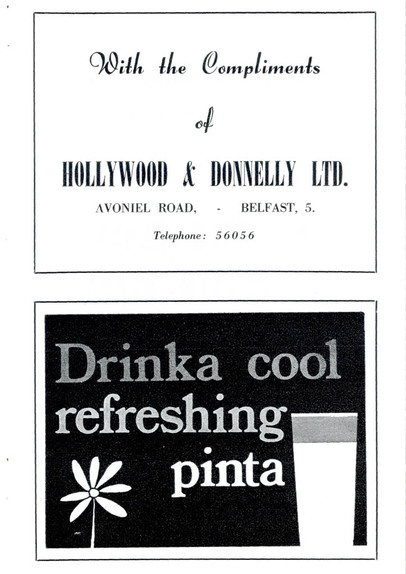 With the Compliments
of
HOLLYWOOD & DONNELLY LTD.
AVONIEL ROAD, - BELFAST, 5.
Telephone: 56056
Drinka cool
refreshing
pinta